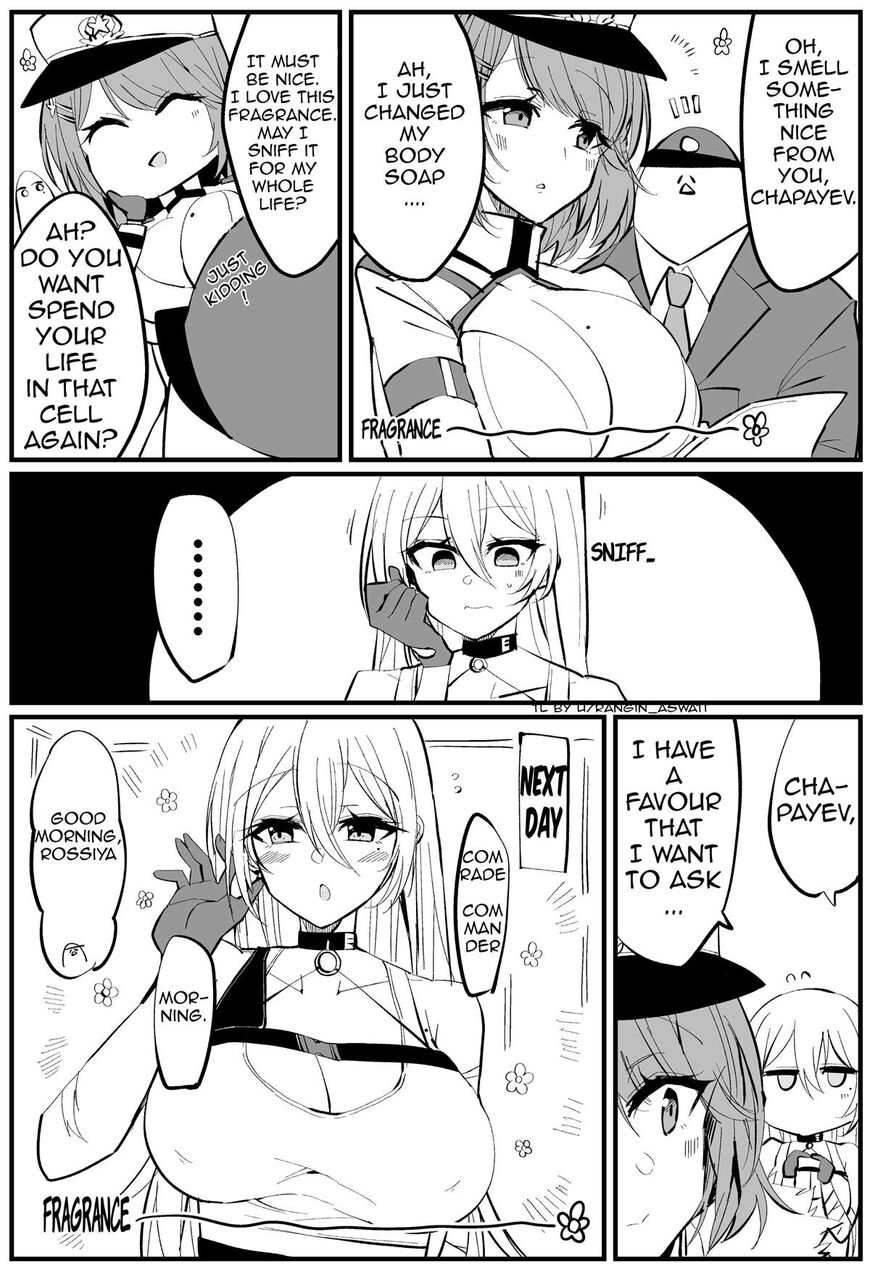 OH,
I SMELL
SOME-
THING
NICE
FROM
YOU,
CHAPAYEV.
AH,
I JUST
CHANGED
MY
BODY
SOAP
....
FRAGRANCE
IT MUST
BE NICE.
I LOVE THIS
FRAGRANCE.
MAY I
SNIFF IT
FOR MY
WHOLE
LIFE?
JUST
KIDDING
!
AH?
DO YOU
WANT
SPEND
YOUR
LIFE
IN THAT
CELL
AGAIN?
SNIFF...
.......
TL BY U/RANGIN_ASWATT
CHA-
PAYEV,
I HAVE
A
FAVOUR
THAT
I WANT
TO ASK
...
NEXT
DAY
COM
RADE
COM
MAN
DER
GOOD
MORNING,
ROSSIYA
MOR-
NING.
FRAGRANCE